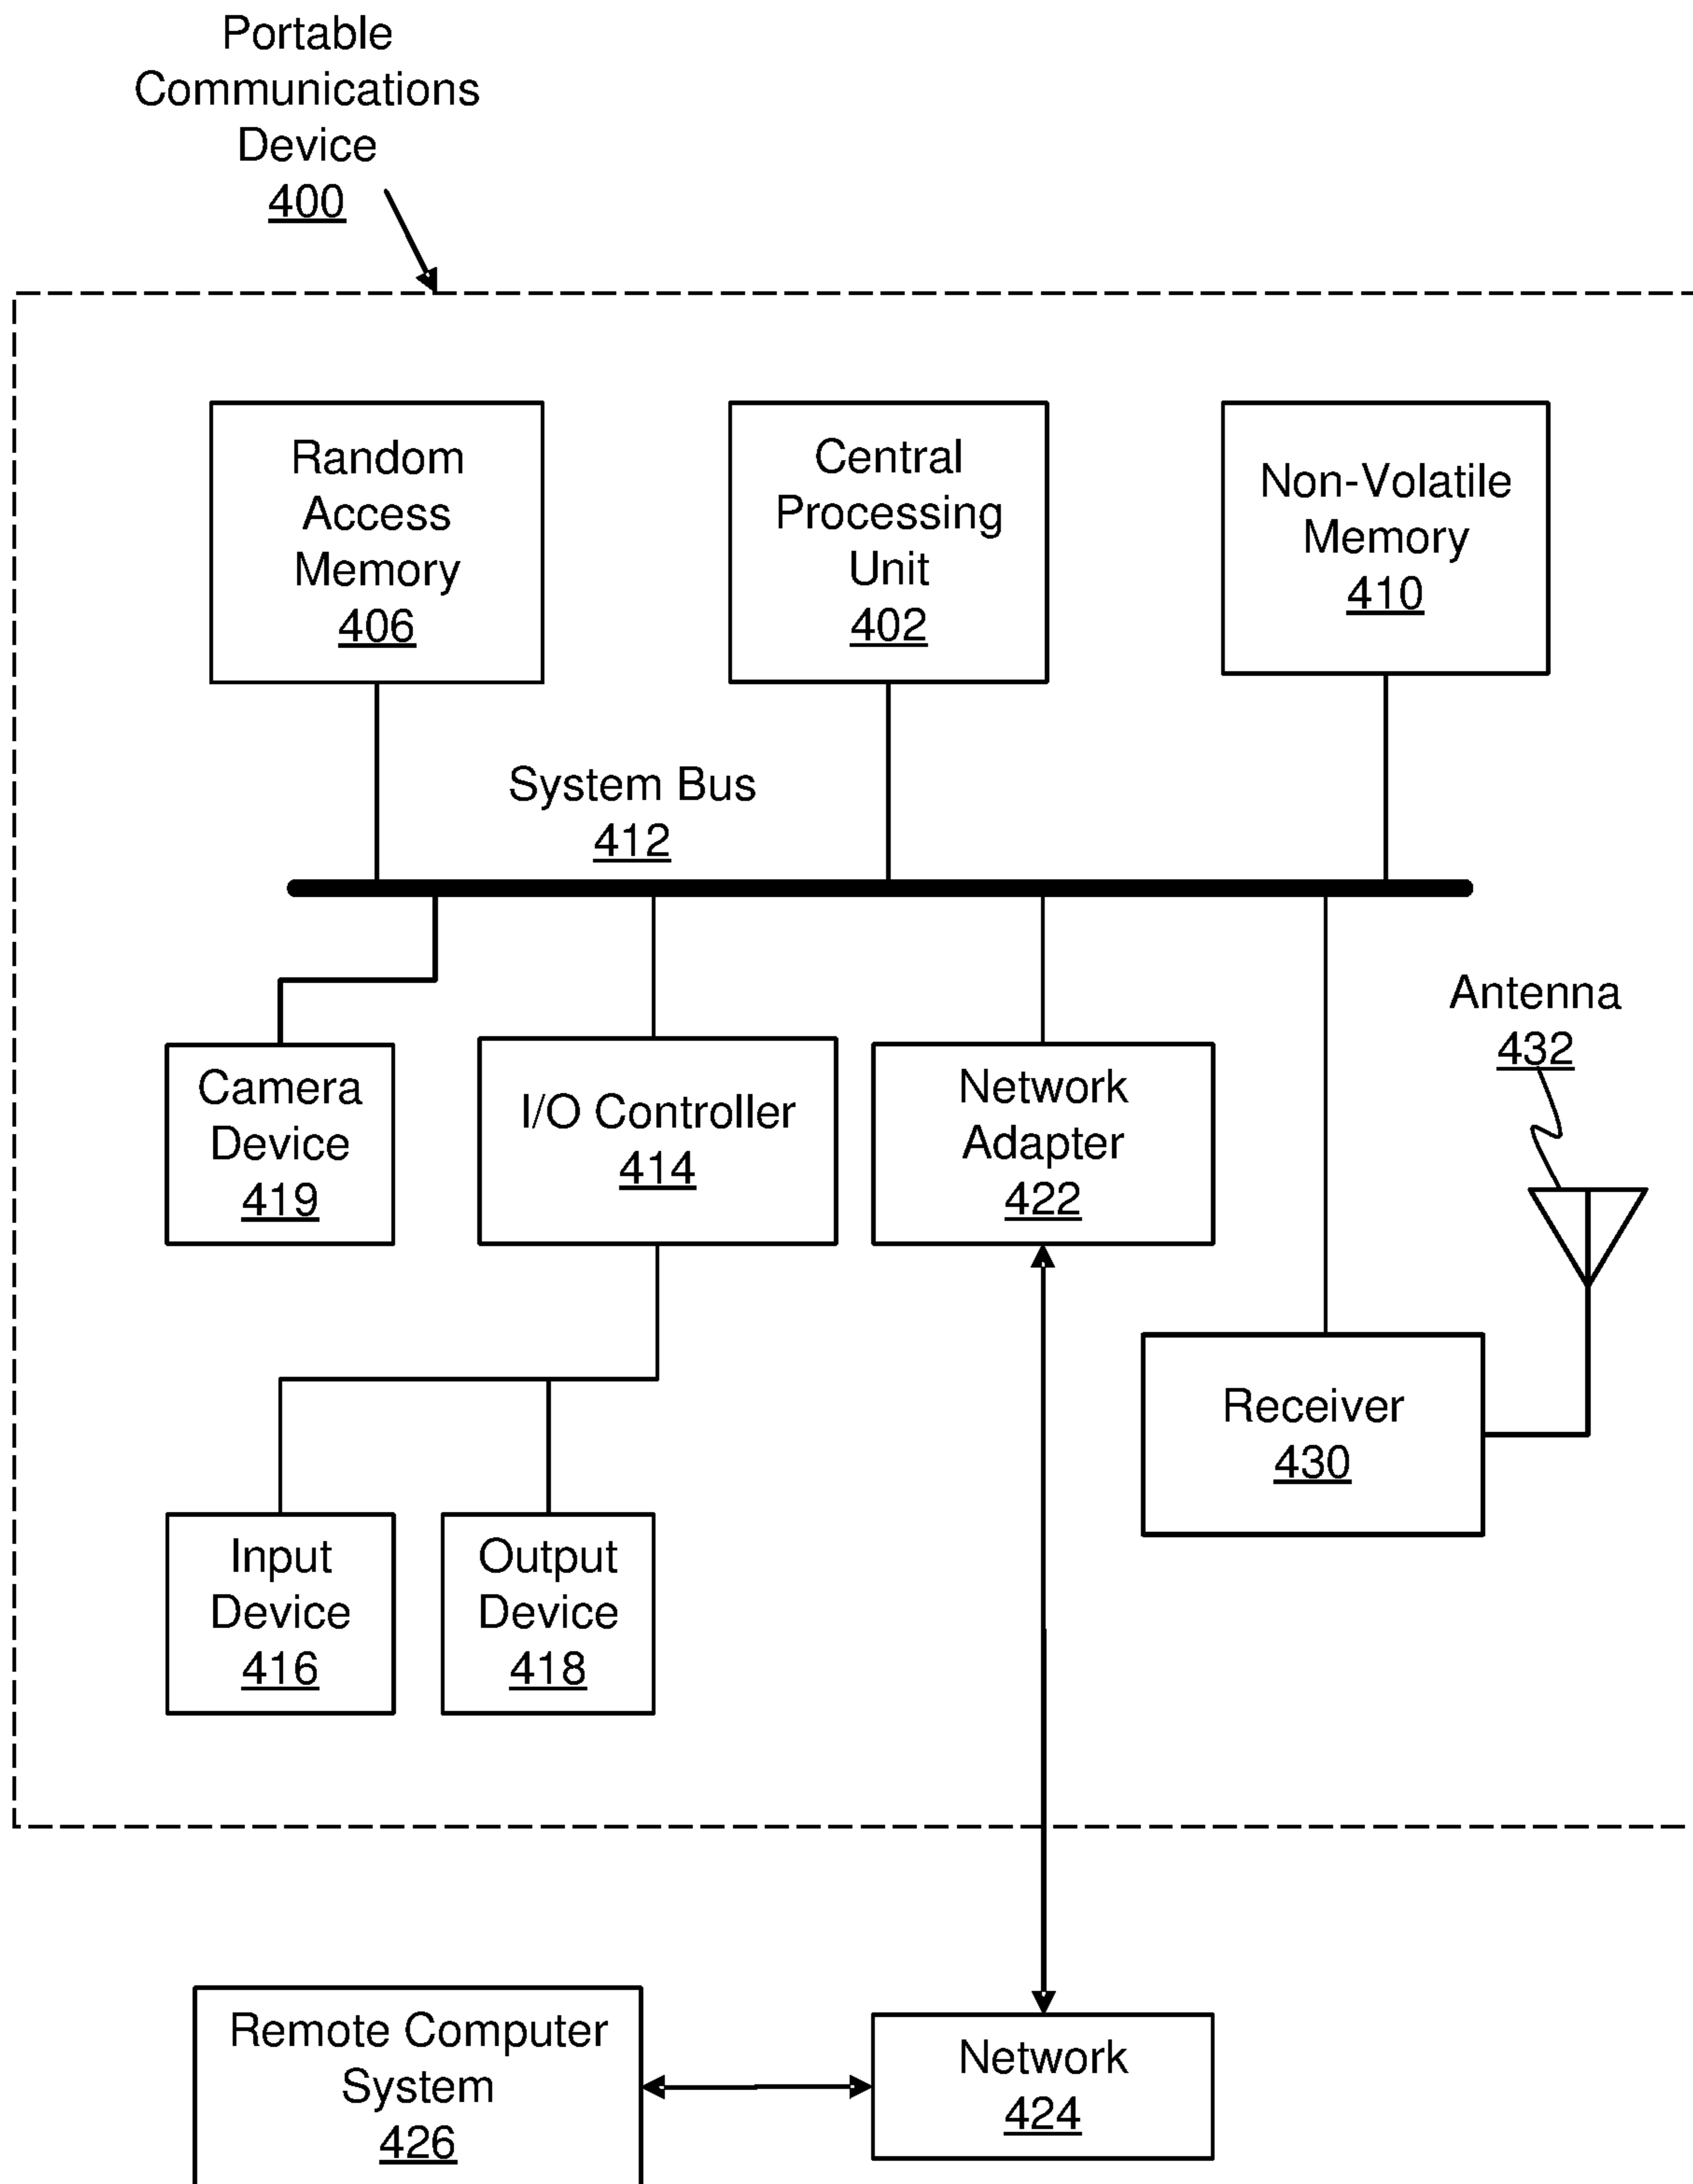 Portable
Communications
Device
400
Random
Access
Memory
406
Central
Processing
Unit
402
Non-Volatile
Memory
410
System Bus
412
Antenna
432
Camera
Device
419
I/O Controller
414
Network
Adapter
422
Receiver
430
Input
Device
416
Output
Device
418
Remote Computer
System
426
Network
424